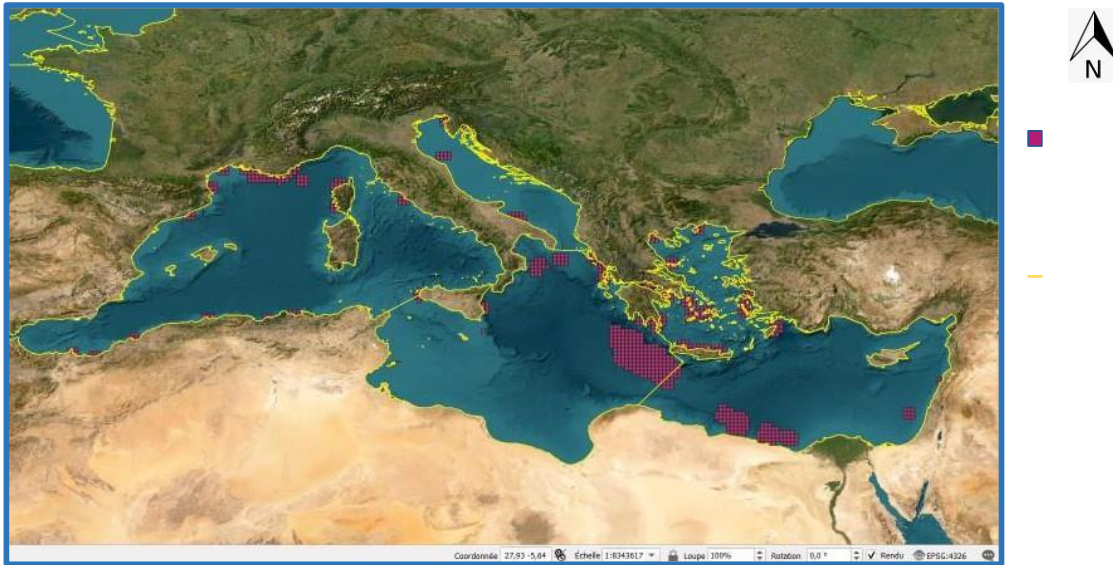 N
Coordonnée 27,93 -5,64 Échelle 1:8343617 Loupe 100% Rotation 0,0 ° Rendu EPSG:4326